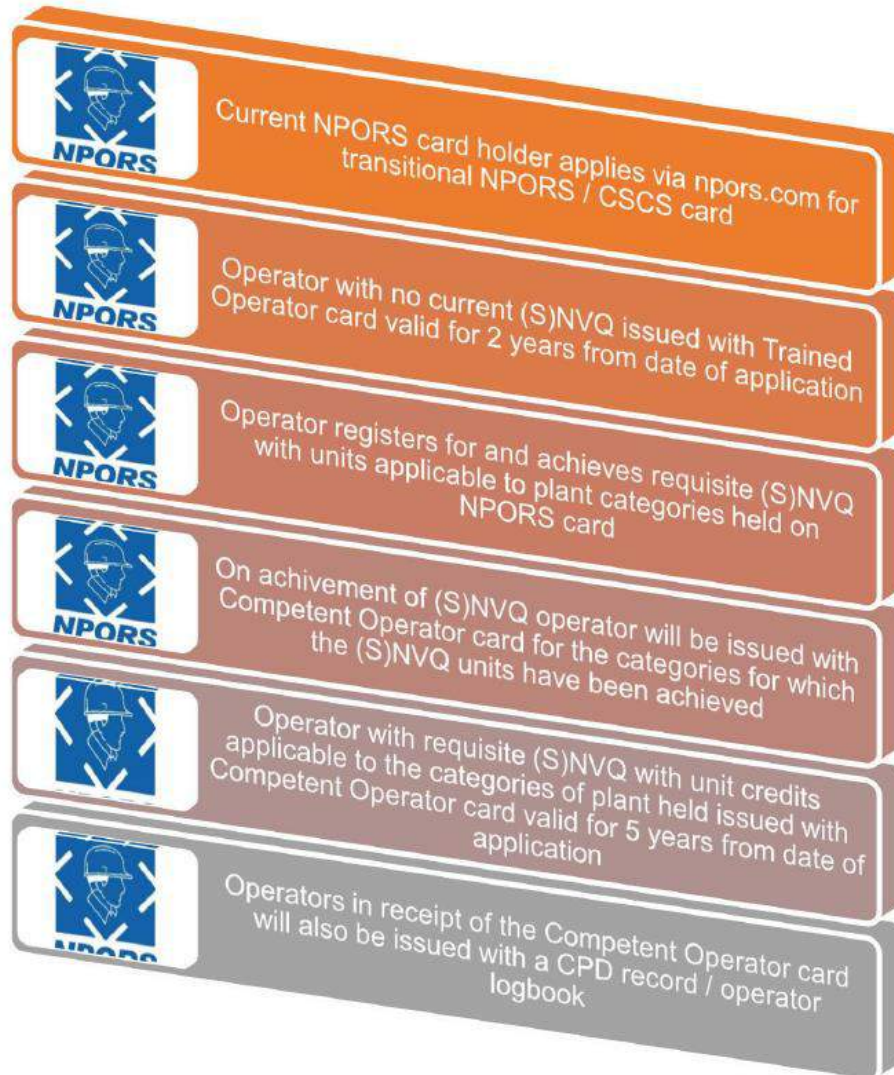 NPORS
Current NPORS card holder applies via npors.com for
transitional NPORS / CSCS card
NPORS
Operator with no current (S)NVQ issued with Trained
Operator card valid for 2 years from date of application
NPORS
Operator registers for and achieves requisite (S)NVQ
with units applicable to plant categories held on
NPORS card
NPORS
On achivement of (S)NVQ operator will be issued with
Competent Operator card for the categories for which
the (S)NVQ units have been achieved
Operator with requisite (S)NVQ with unit credits
applicable to the categories of plant held issued with
Competent Operator card valid for 5 years from date of
application
NPORS
Operators in receipt of the Competent Operator card
will also be issued with a CPD record / operator
logbook